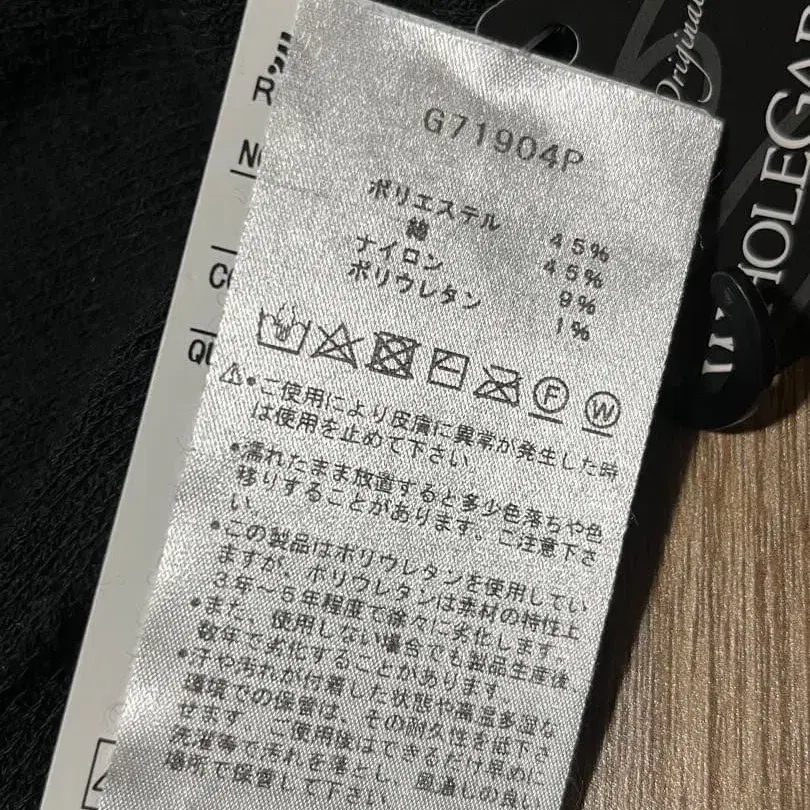 G71904P
ポリエステル 45%
綿 45%
ナイロン 9%
ポリウレタン 1%
F W
⚠●ご使用により皮膚に異常が発生した時
は使用を止めて下さい。
●濡れたまま放置すると多少色落ちや色
移りすることがあります。ご注意下さ
い。
●この製品はポリウレタンを使用してい
ますが、ポリウレタンは素材の特性上
3年～5年程度で徐々に劣化します。
●また、使用しない場合でも製品生産後、
数年で劣化することがあります。
●汗や汚れが付着した状態や高温多湿な
環境での保管は、その耐久性を低下さ
せます。ご使用後はできるだけ早めに
洗濯等で汚れを落とし、風通しの良い
場所で保管して下さい。
R
N
C
QU
Original
WHOLEGAR